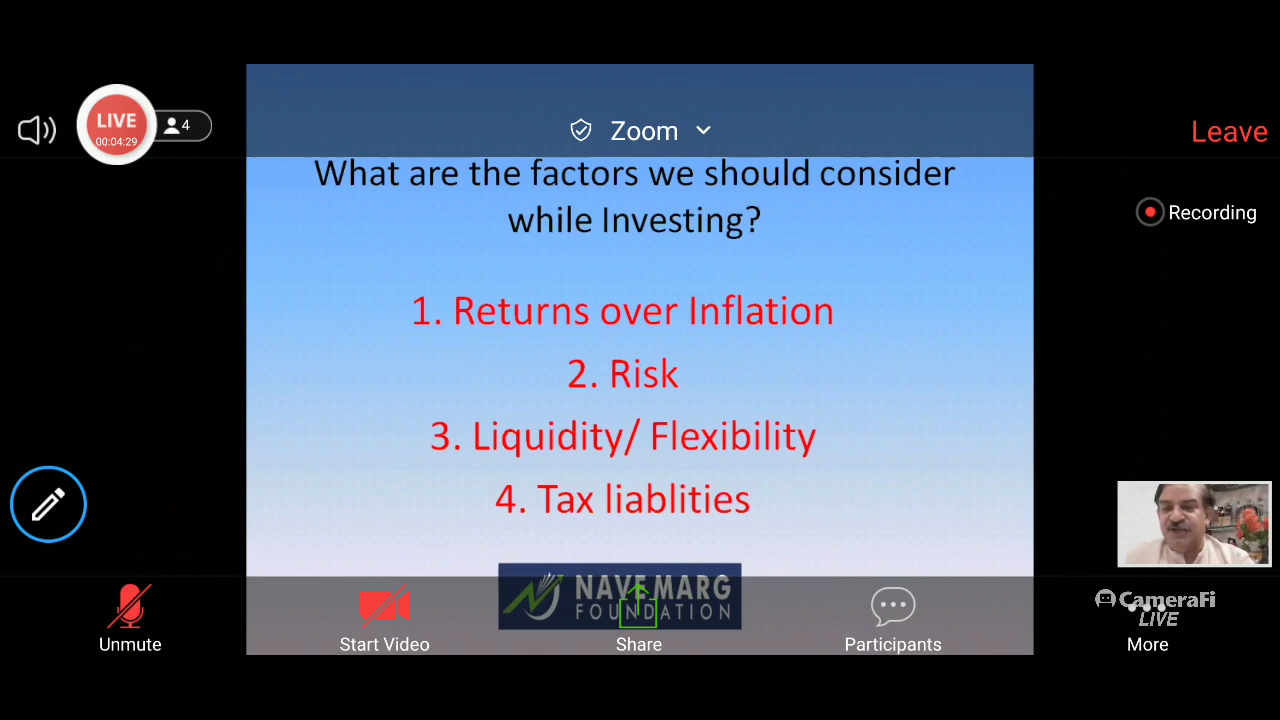 LIVE
00:04:29
4
Zoom
Leave
Recording
What are the factors we should consider
while Investing?
1. Returns over Inflation
2. Risk
3. Liquidity/ Flexibility
4. Tax liablities
NAVE MARG
FOUNDATION
CameraFi
LIVE
Unmute
Start Video
Share
Participants
More